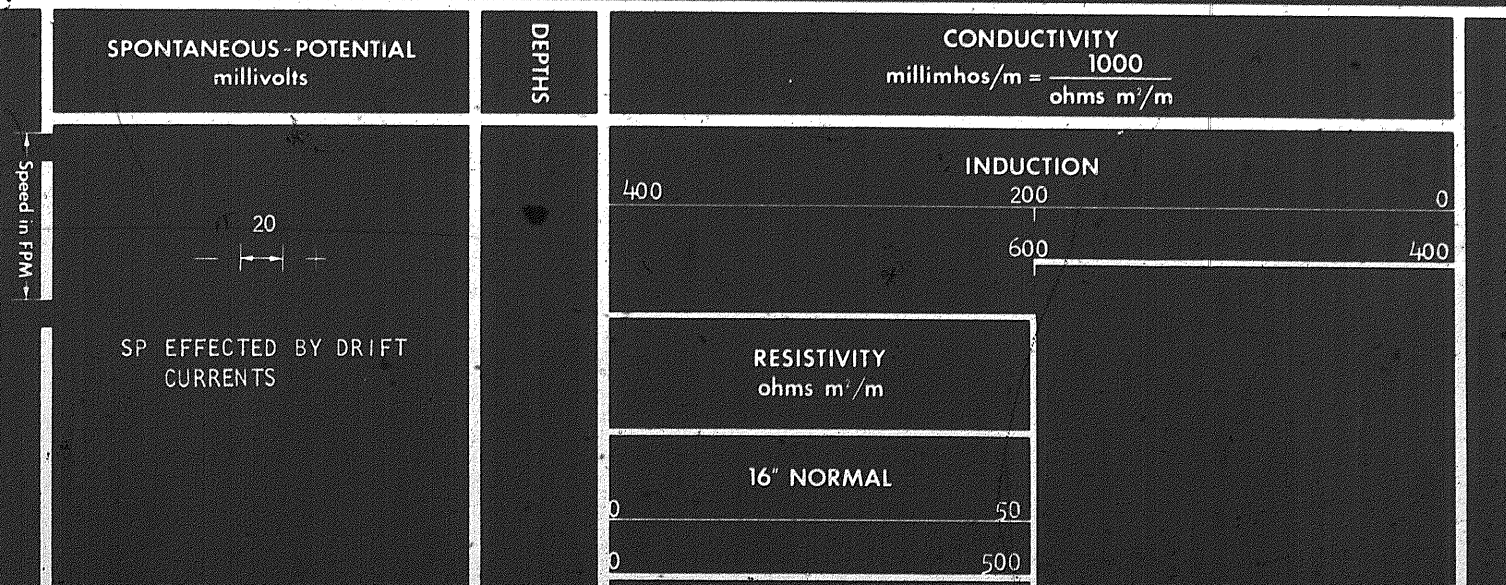 SPONTANEOUS-POTENTIAL
millivolts
DEPTHS
CONDUCTIVITY
millimhos/m = 1000
ohms m²/m
Speed in FPM
20
SP EFFECTED BY DRIFT
CURRENTS
INDUCTION
400 200 0
600 400
RESISTIVITY
ohms m²/m
16" NORMAL
0 50
0 500